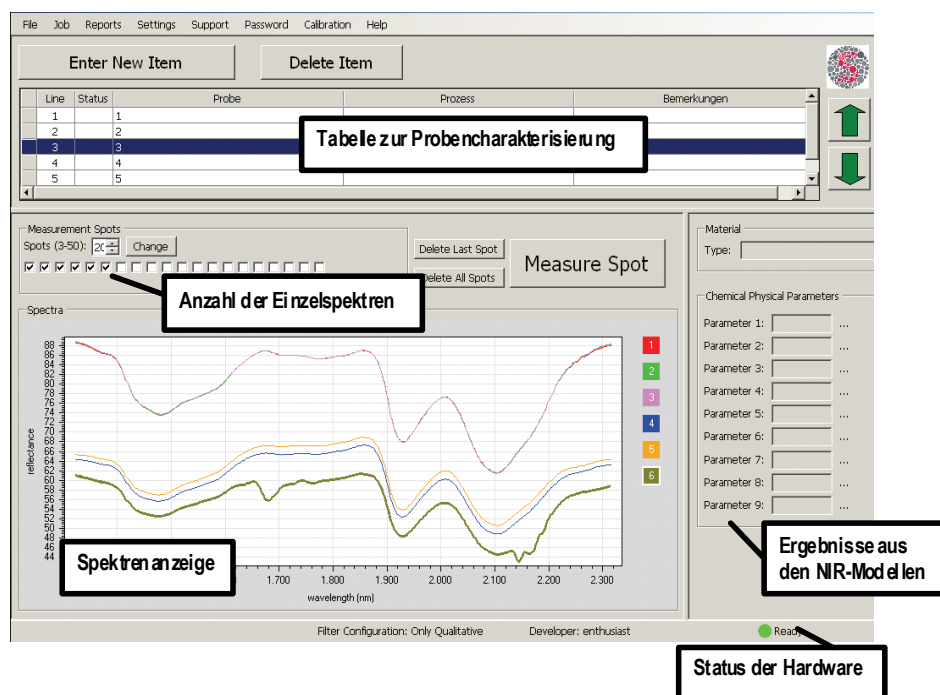 File Job Reports Settings Support Password Calibration Help
Enter New Item Delete Item
Line Status Probe Prozess Bemerkungen
1 1
2 2
3 3
4 4
5 5
Tabelle zur Probencharakterisierung
Measurement Spots
Spots (3-50): Change
Delete Last Spot
Delete All Spots
Measure Spot
Anzahl der Einzelspektren
Material
Type:
Chemical Physical Parameters
Parameter 1: ...
Parameter 2: ...
Parameter 3: ...
Parameter 4: ...
Parameter 5: ...
Parameter 6: ...
Parameter 7: ...
Parameter 8: ...
Parameter 9: ...
Spectra
reflectance
88
86
84
82
80
78
76
74
72
70
68
66
64
62
60
58
56
54
52
50
48
46
44
1
2
3
4
5
6
1.700 1.800 1.900 2.000 2.100 2.200 2.300
wavelength (nm)
Spektrenanzeige
Ergebnisse aus
den NIR-Modellen
Filter Configuration: Only Qualitative Developer: enthusiast
Status der Hardware